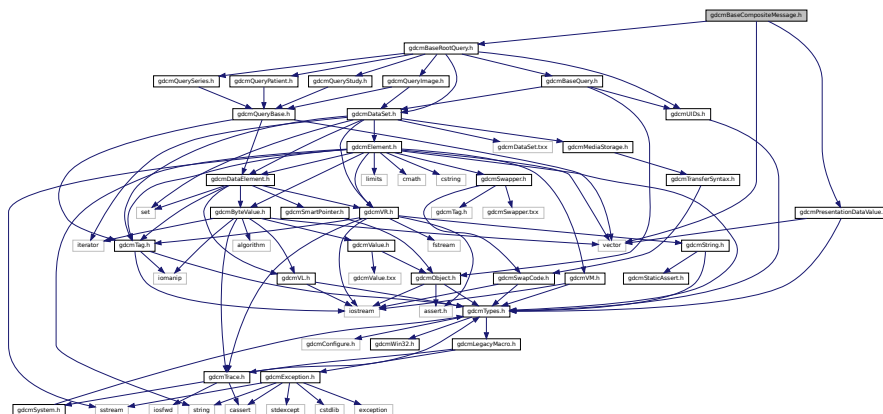 gdcmBaseCompositeMessage.h
gdcmBaseRootQuery.h
gdcmQuerySeries.h gdcmQueryPatient.h gdcmQueryStudy.h gdcmQueryImage.h gdcmBaseQuery.h
gdcmQueryBase.h gdcmDataSet.h gdcmUIDs.h
gdcmElement.h gdcmDataSet.txx gdcmMediaStorage.h
gdcmDataElement.h limits cmath cstring gdcmSwapper.h gdcmTransferSyntax.h
set gdcmByteValue.h gdcmSmartPointer.h gdcmVR.h gdcmTag.h gdcmSwapper.txx gdcmPresentationDataValue.
iterator gdcmTag.h algorithm gdcmValue.h fstream vector gdcmString.h
iomanip gdcmVL.h gdcmValue.txx gdcmObject.h gdcmSwapCode.h gdcmVM.h gdcmStaticAssert.h
iostream assert.h gdcmTypes.h
gdcmConfigure.h gdcmWin32.h gdcmLegacyMacro.h
gdcmTrace.h gdcmException.h
gdcmSystem.h sstream iosfwd string cassert stdexcept cstdlib exception